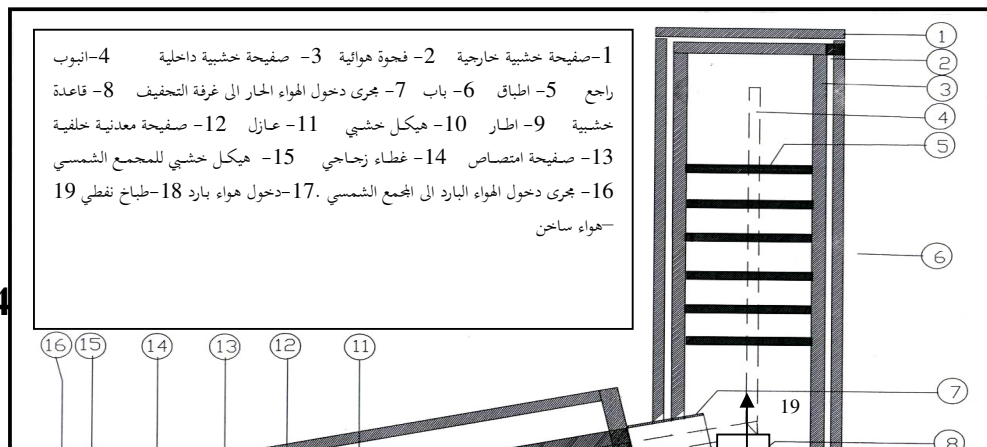 1-صفيحة خشبية خارجية 2- فجوة هوائية 3- صفيحة خشبية داخلية 4-انبوب
راجع 5- اطباق 6- باب 7- مجرى دخول الهواء الحار الى غرفة التجفيف 8- قاعدة
خشبية 9- اطار 10- هيكل خشبي 11- عازل 12- صفيحة معدنية خلفية
13- صفيحة امتصاص 14- غطاء زجاجي 15- هيكل خشبي للمجمع الشمسي
16- مجرى دخول الهواء البارد الى المجمع الشمسي .17-دخول هواء بارد 18-طباخ نفطي 19
–هواء ساخن
1
2
3
4
5
6
4
16 15 14 13 12 11
7
19
8